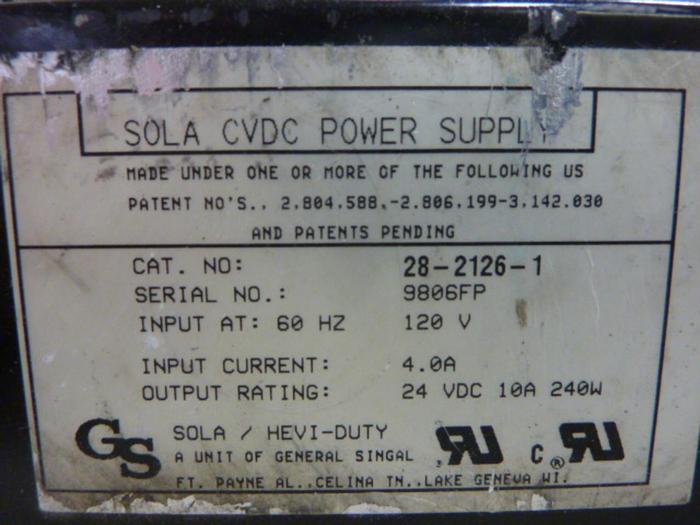 SOLA CVDC POWER SUPPLY
MADE UNDER ONE OR MORE OF THE FOLLOWING US
PATENT NO'S.. 2.804.588.-2.806.199-3.142.030
AND PATENTS PENDING
CAT. NO: 28-2126-1
SERIAL NO.: 9806FP
INPUT AT: 60 HZ 120 V
INPUT CURRENT: 4.0A
OUTPUT RATING: 24 VDC 10A 240W
GS SOLA / HEVI-DUTY
A UNIT OF GENERAL SINGAL
RU C ® RU
FT. PAYNE AL..CELINA TN..LAKE GENEVA WI.